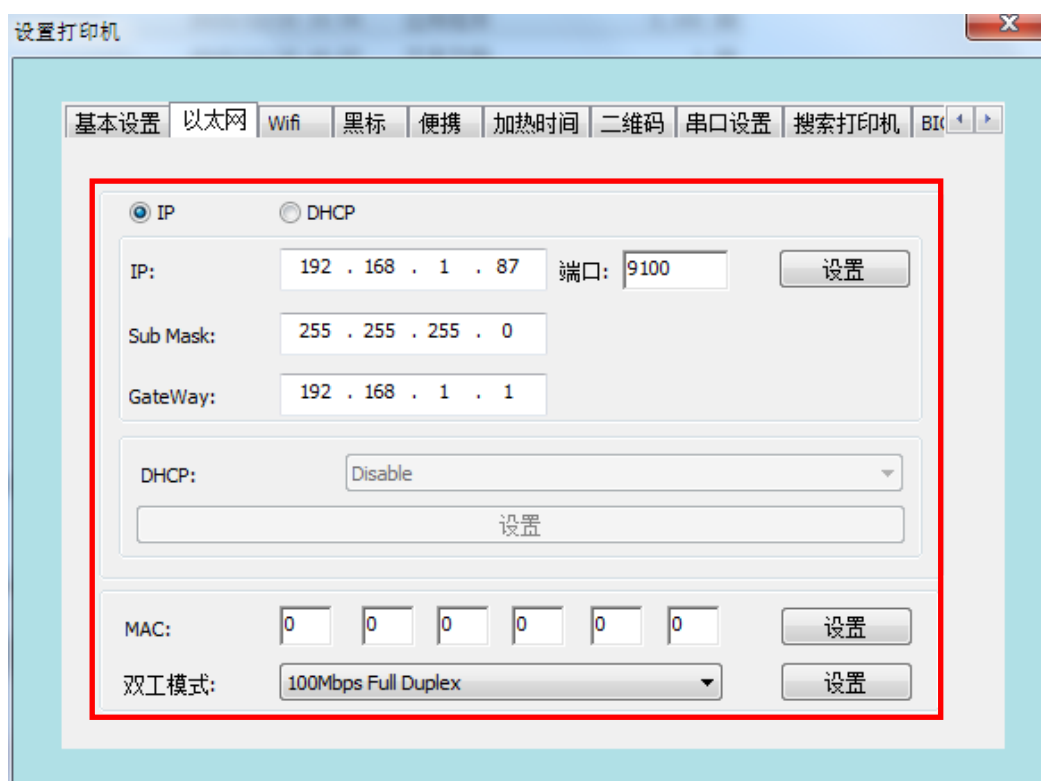 设置打印机
基本设置 以太网 Wifi 黑标 便携 加热时间 二维码 串口设置 搜索打印机
IP DHCP
IP: 192 . 168 . 1 . 87 端口: 9100 设置
Sub Mask: 255 . 255 . 255 . 0
GateWay: 192 . 168 . 1 . 1
DHCP: Disable
设置
MAC: 0 0 0 0 0 0 设置
双工模式: 100Mbps Full Duplex 设置